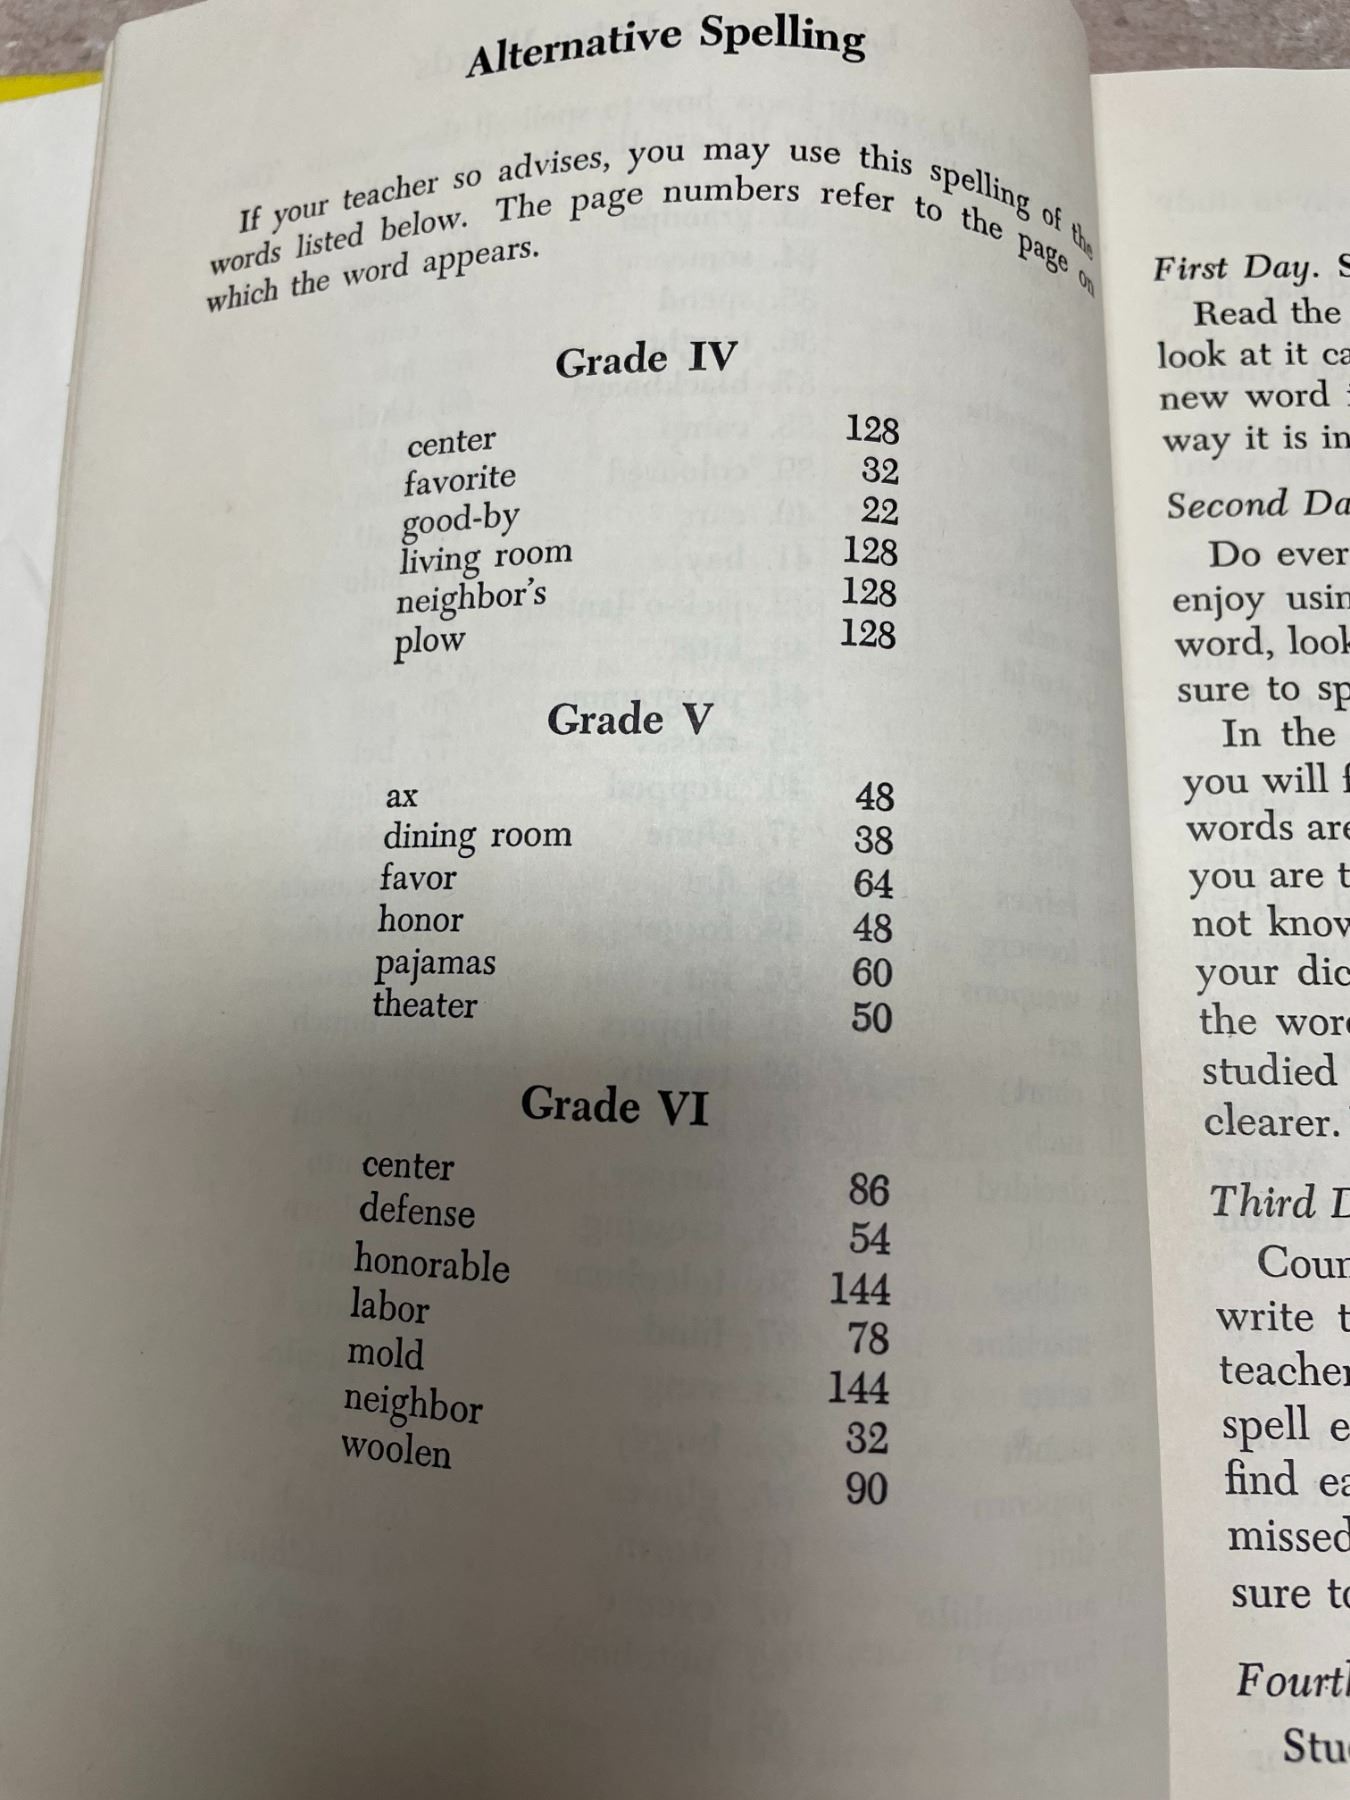 Alternative Spelling
If your teacher so advises, you may use this spelling of the
words listed below. The page numbers refer to the page on
which the word appears.
Grade IV
center 128
favorite 32
good-by 22
living room 128
neighbor's 128
plow 128
Grade V
ax 48
dining room 38
favor 64
honor 48
pajamas 60
theater 50
Grade VI
center 86
defense 54
honorable 144
labor 78
mold 144
neighbor 32
woolen 90
First Day. S
Read the
look at it ca
new word
way it is in
Second Da
Do ever
enjoy usin
word, look
sure to sp
In the
you will f
words are
you are t
not know
your dic
the word
studied
clearer.
Third D
Coun
write t
teacher
spell e
find ea
missed
sure to
Fourth
Stu